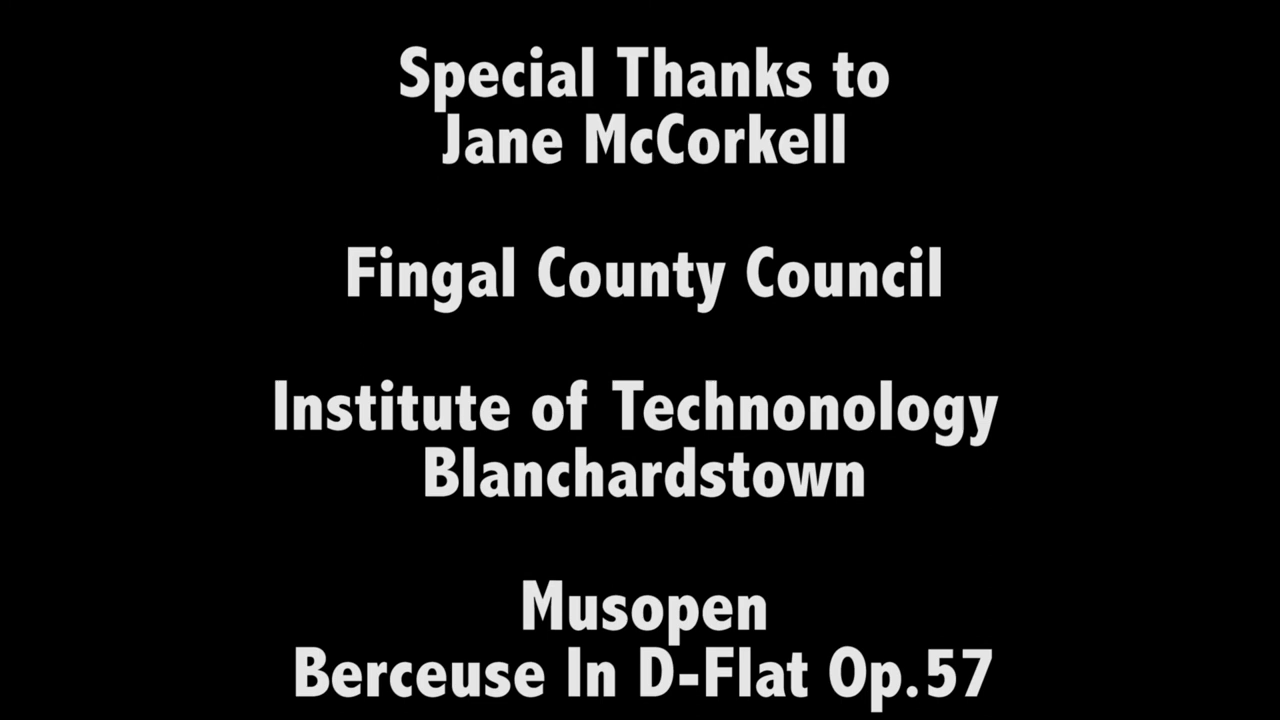 Special Thanks to
Jane McCorkell
Fingal County Council
Institute of Technonology
Blanchardstown
Musopen
Berceuse In D-Flat Op.57